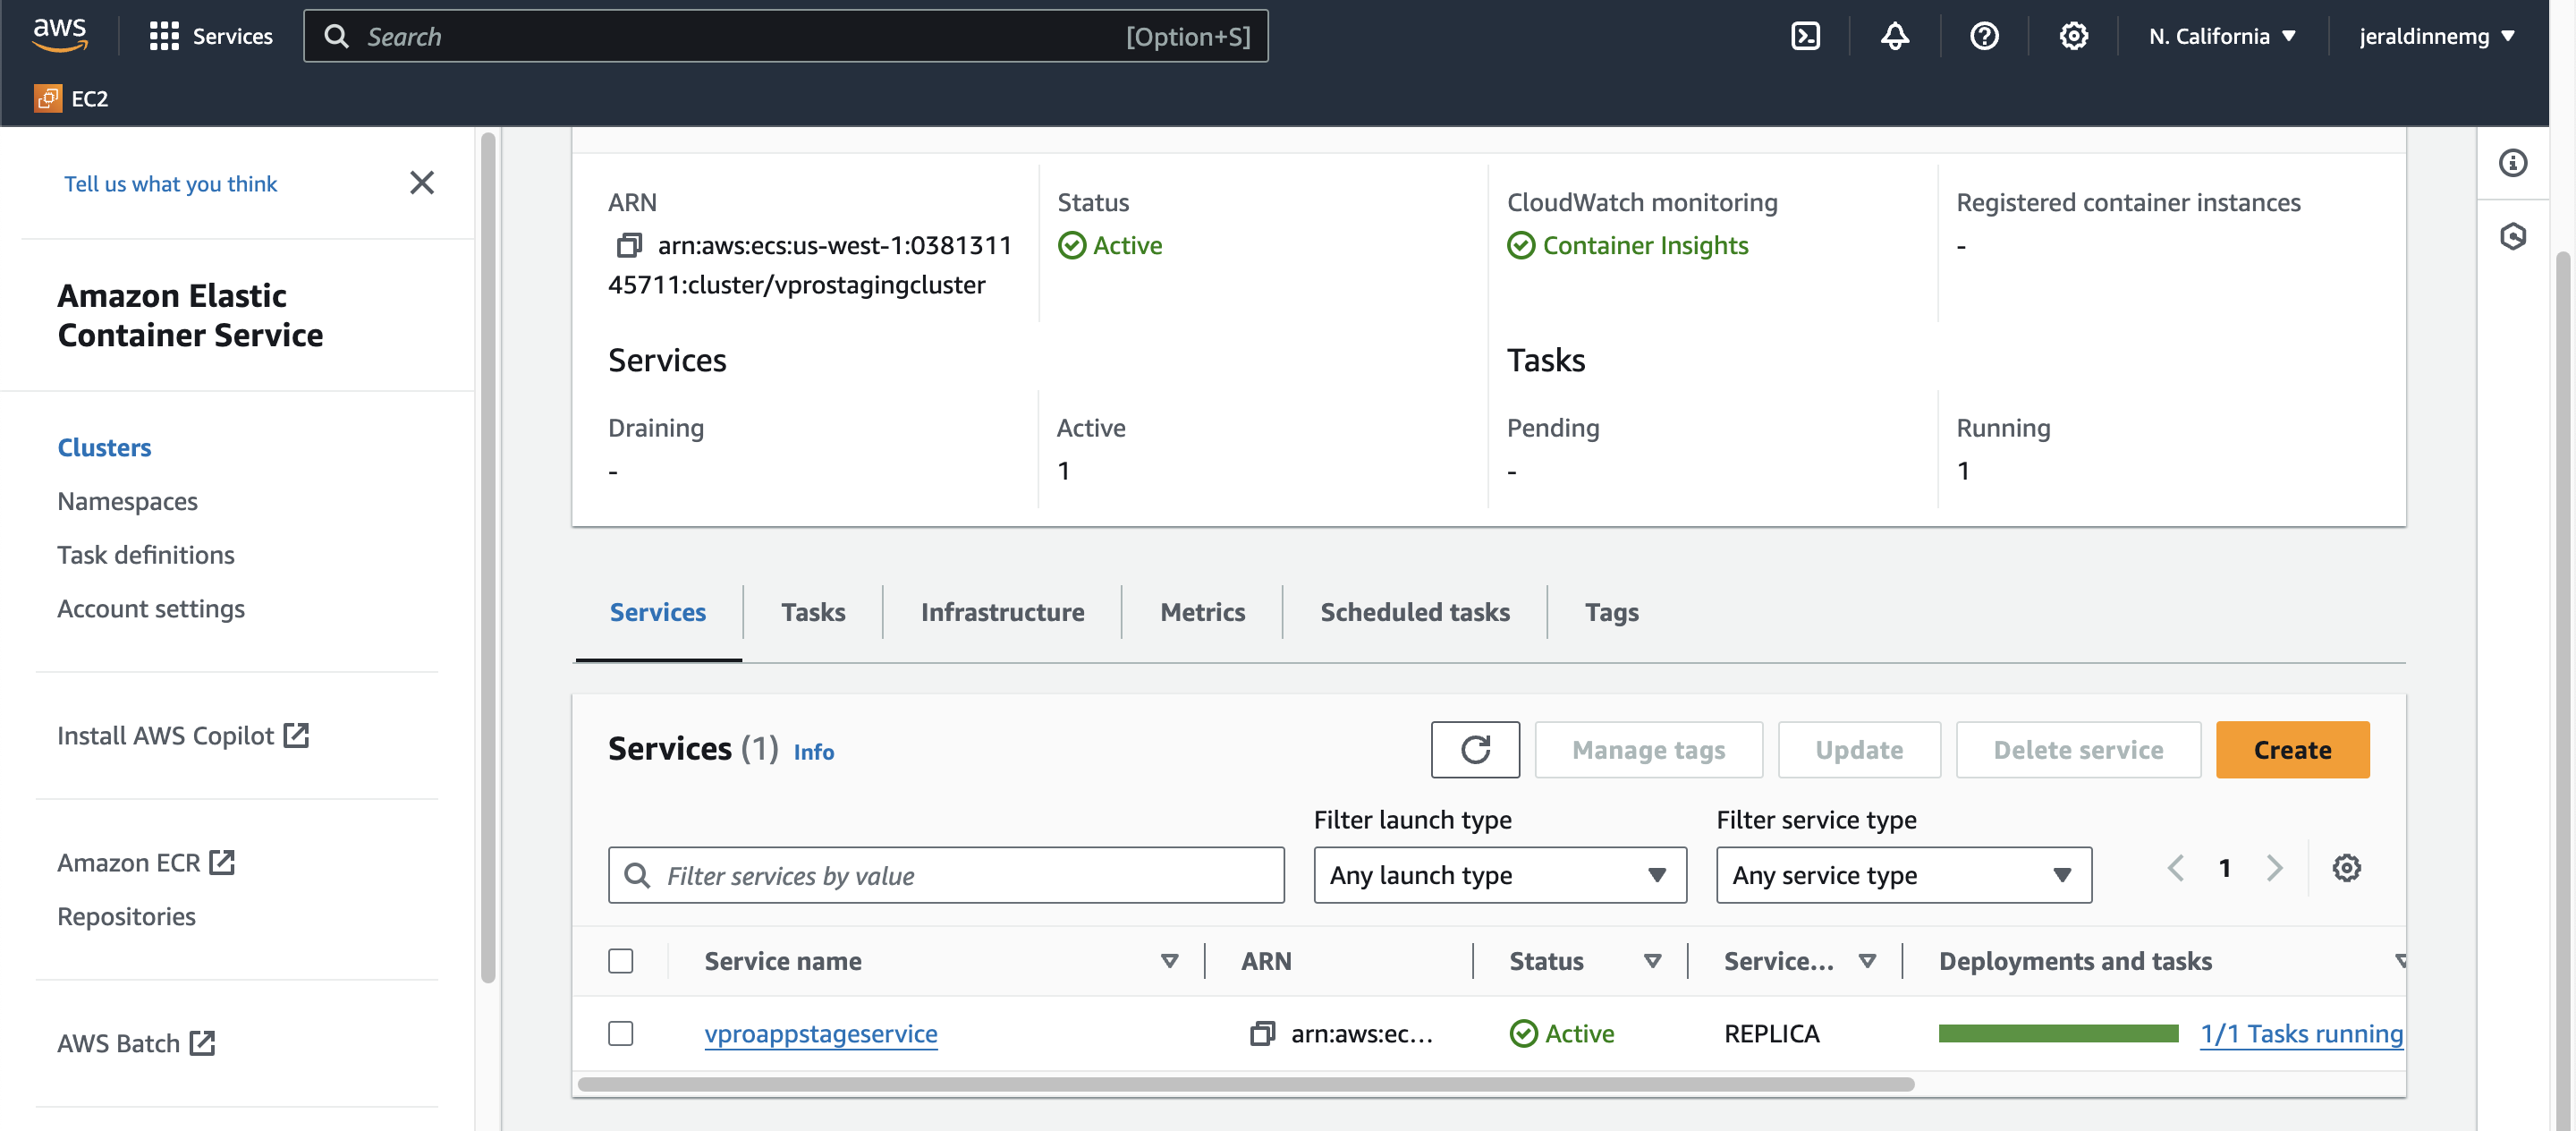 aws
Services
Search
[Option+S]
N. California
jeraldinnemg
EC2
Tell us what you think
Amazon Elastic
Container Service
Clusters
Namespaces
Task definitions
Account settings
Install AWS Copilot
Amazon ECR
Repositories
AWS Batch
ARN
arn:aws:ecs:us-west-1:0381311
45711:cluster/vprostagingcluster
Status
Active
CloudWatch monitoring
Container Insights
Registered container instances
-
Services
Tasks
Draining
-
Active
1
Pending
-
Running
1
Services
Tasks
Infrastructure
Metrics
Scheduled tasks
Tags
Services (1) Info
Manage tags
Update
Delete service
Create
Filter services by value
Filter launch type
Any launch type
Filter service type
Any service type
1
Service name
ARN
Status
Service...
Deployments and tasks
vproappstageservice
arn:aws:ec...
Active
REPLICA
1/1 Tasks running